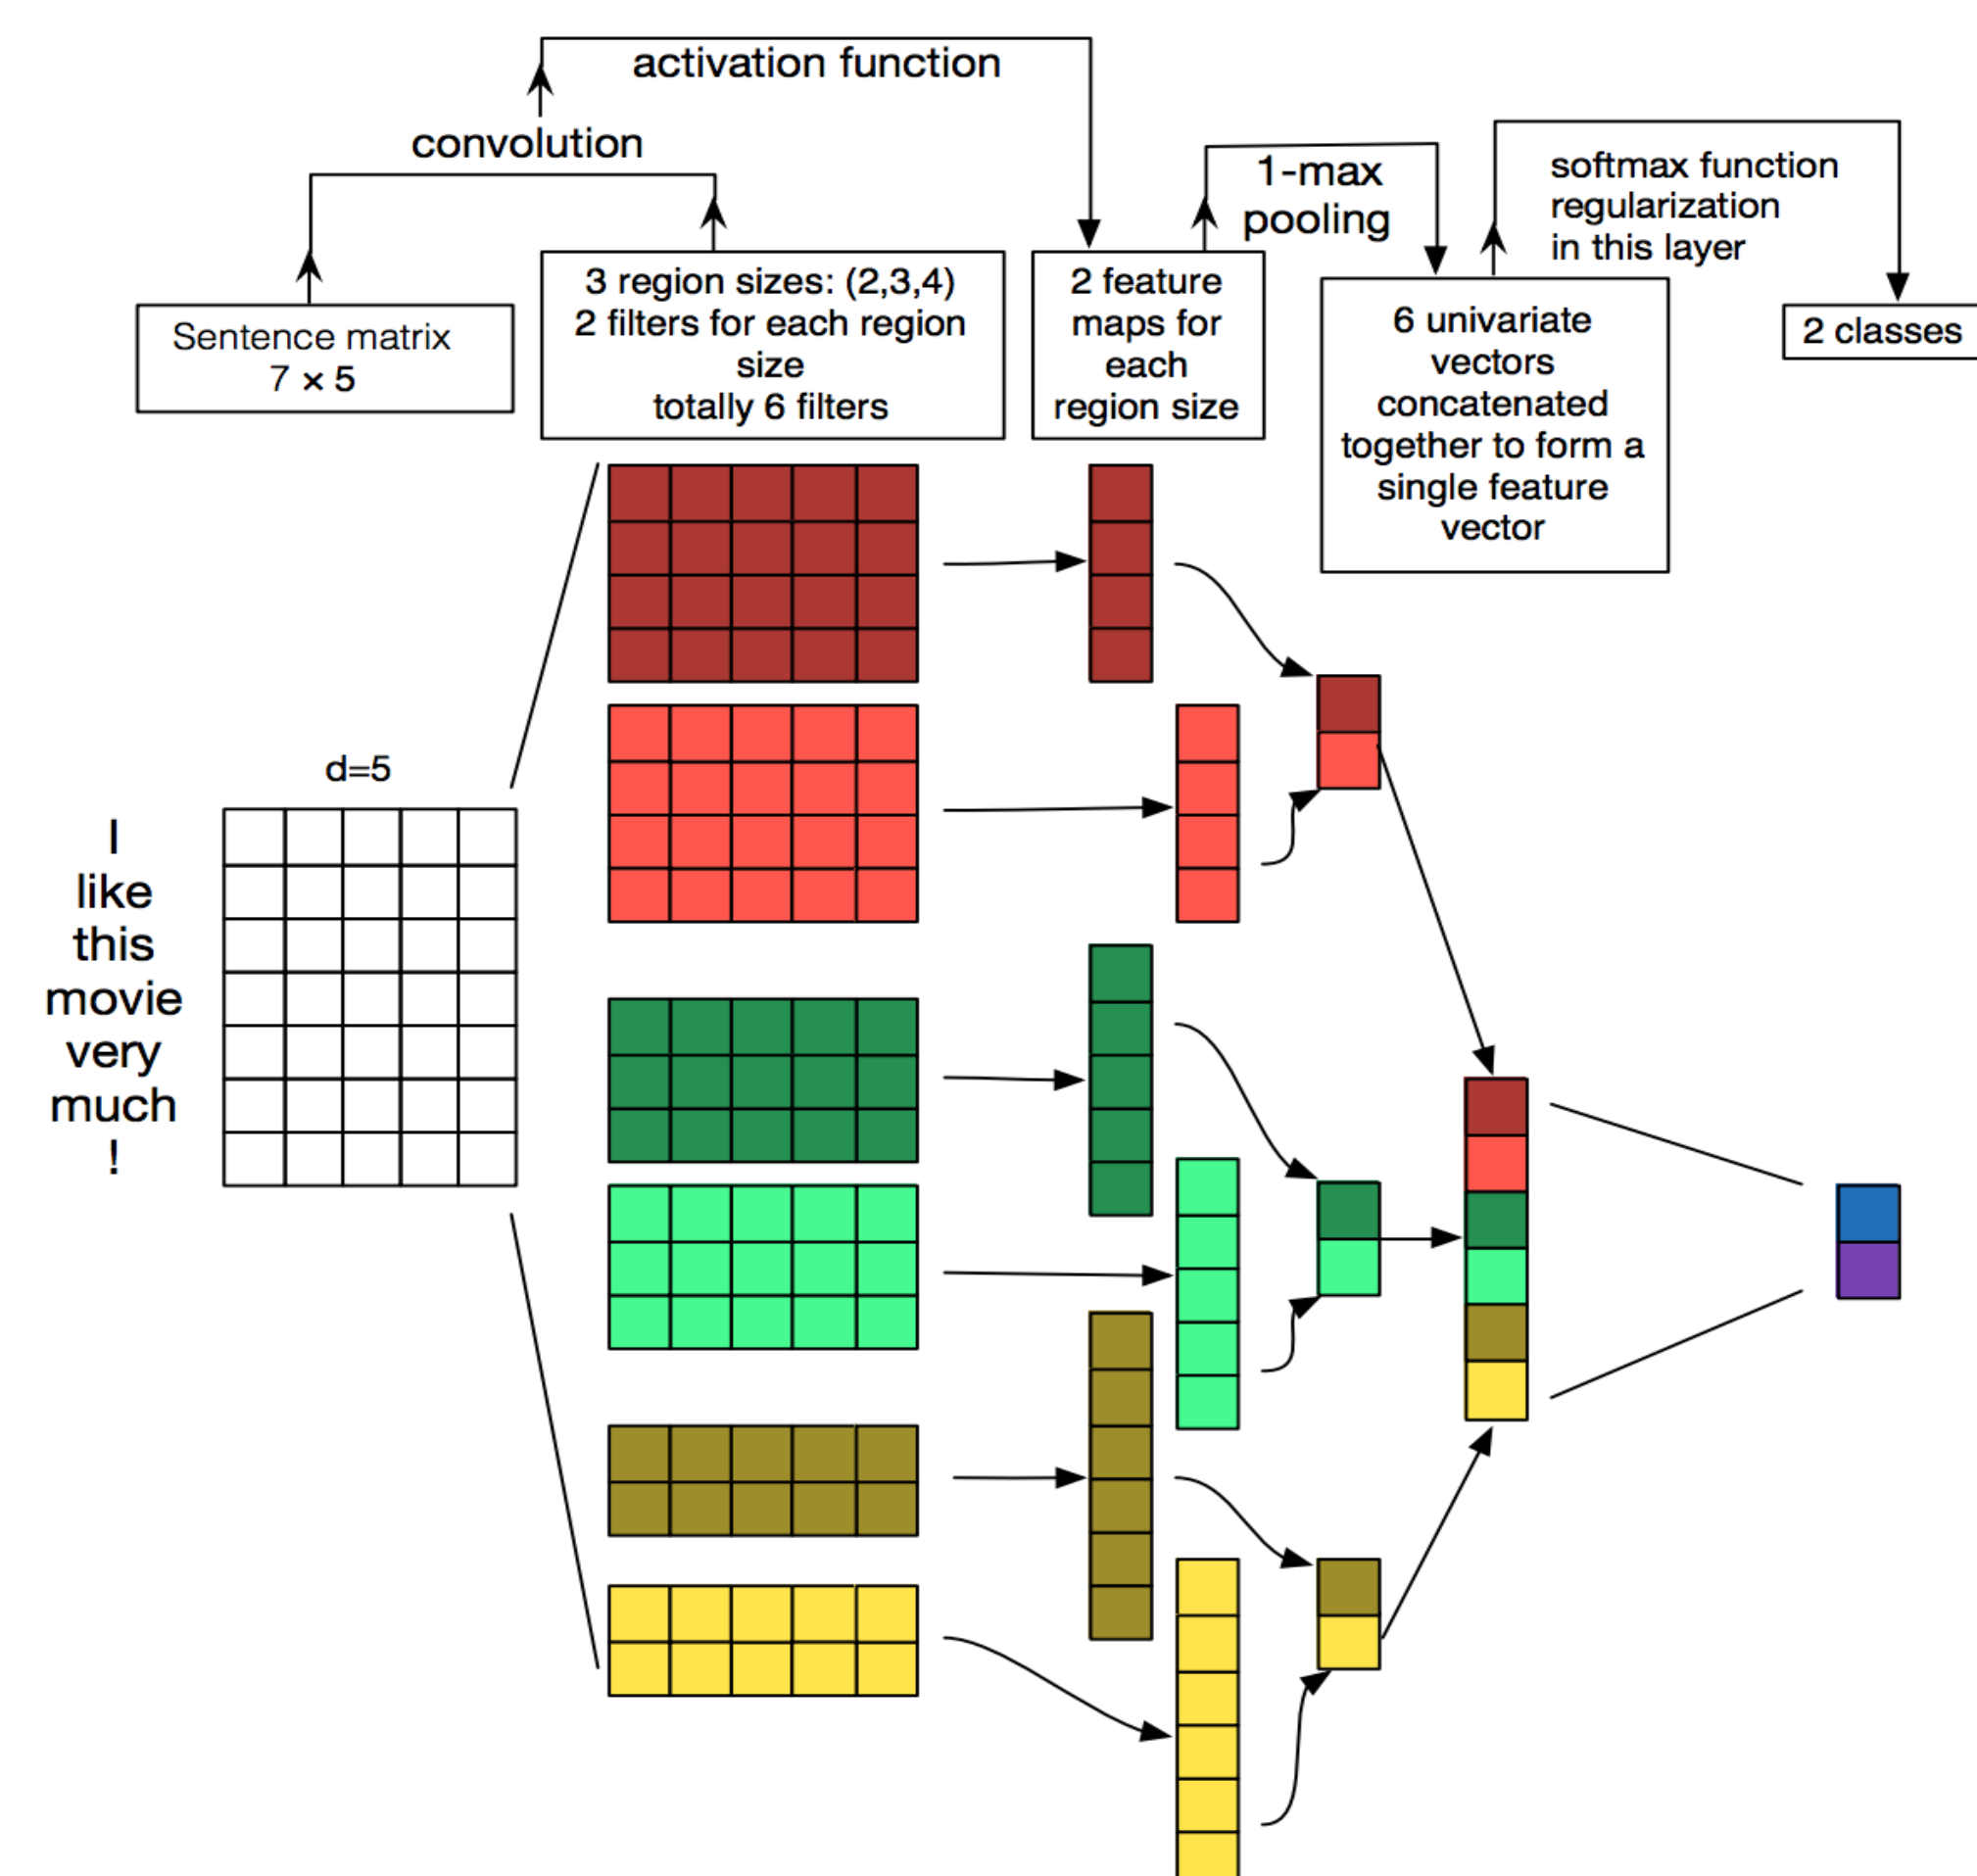 activation function
convolution
1-max
pooling
softmax function
regularization
in this layer
Sentence matrix
7 × 5
3 region sizes: (2,3,4)
2 filters for each region
size
totally 6 filters
2 feature
maps for
each
region size
6 univariate
vectors
concatenated
together to form a
single feature
vector
2 classes
d=5
I
like
this
movie
very
much
!